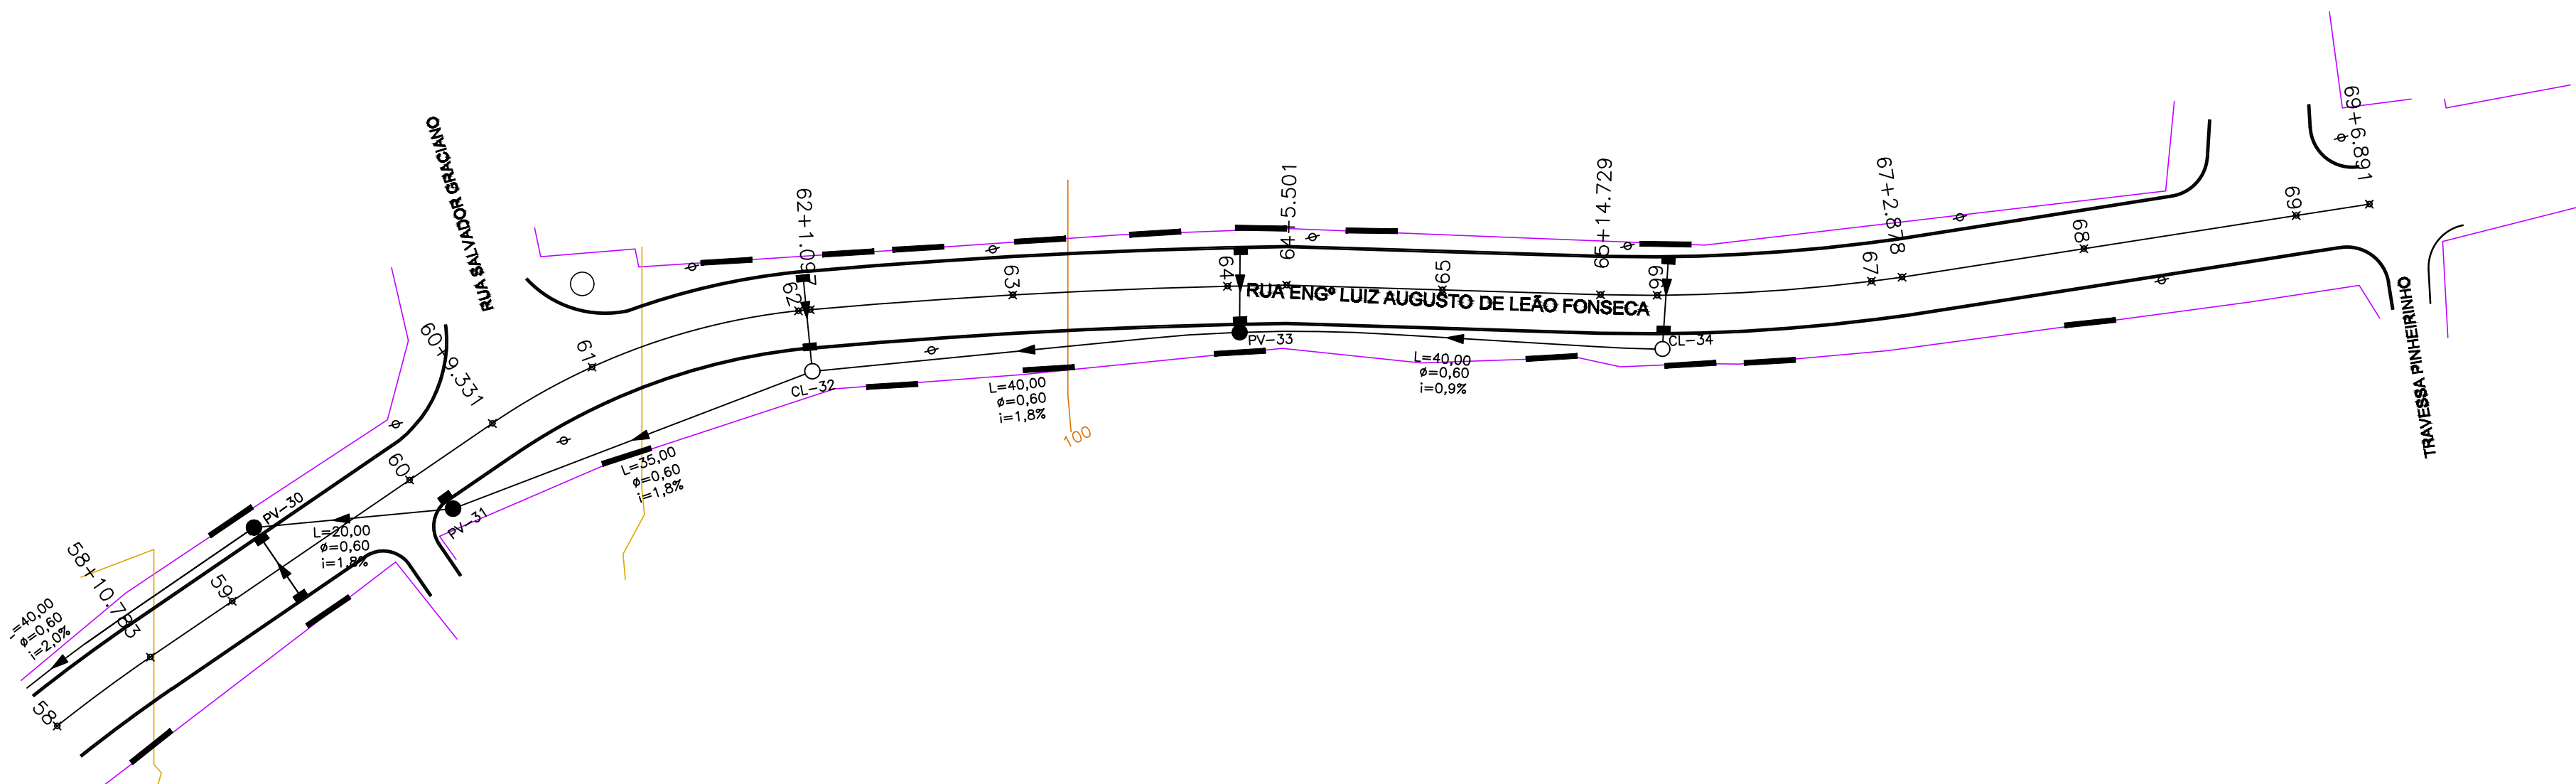 RUA SALVADOR GRACIANO
62+1.097
64+5.501
65+14.729
67+2.878
69+6.891
69
68
67
66
65
64
63
62
61
60+9.331
60
59
58+10.783
58
RUA ENGº LUIZ AUGUSTO DE LEÃO FONSECA
TRAVESSA PINHEIRINHO
CL-34
L=40,00
ø=0,60
i=0,9%
PV-33
L=40,00
ø=0,60
i=1,8%
100
CL-32
L=35,00
ø=0,60
i=1,8%
PV-31
L=20,00
ø=0,60
i=1,8%
PV-30
=40,00
ø=0,60
i=2,0%